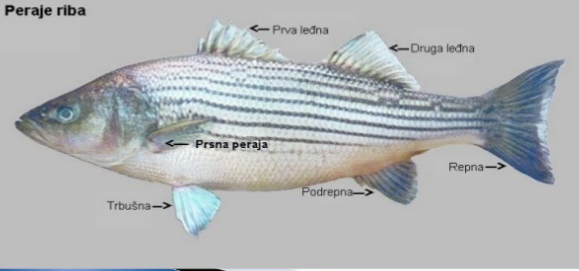 Peraje riba
Prva leđna
Druga leđna
Prsna peraja
Repna
Podrepna
Trbušna